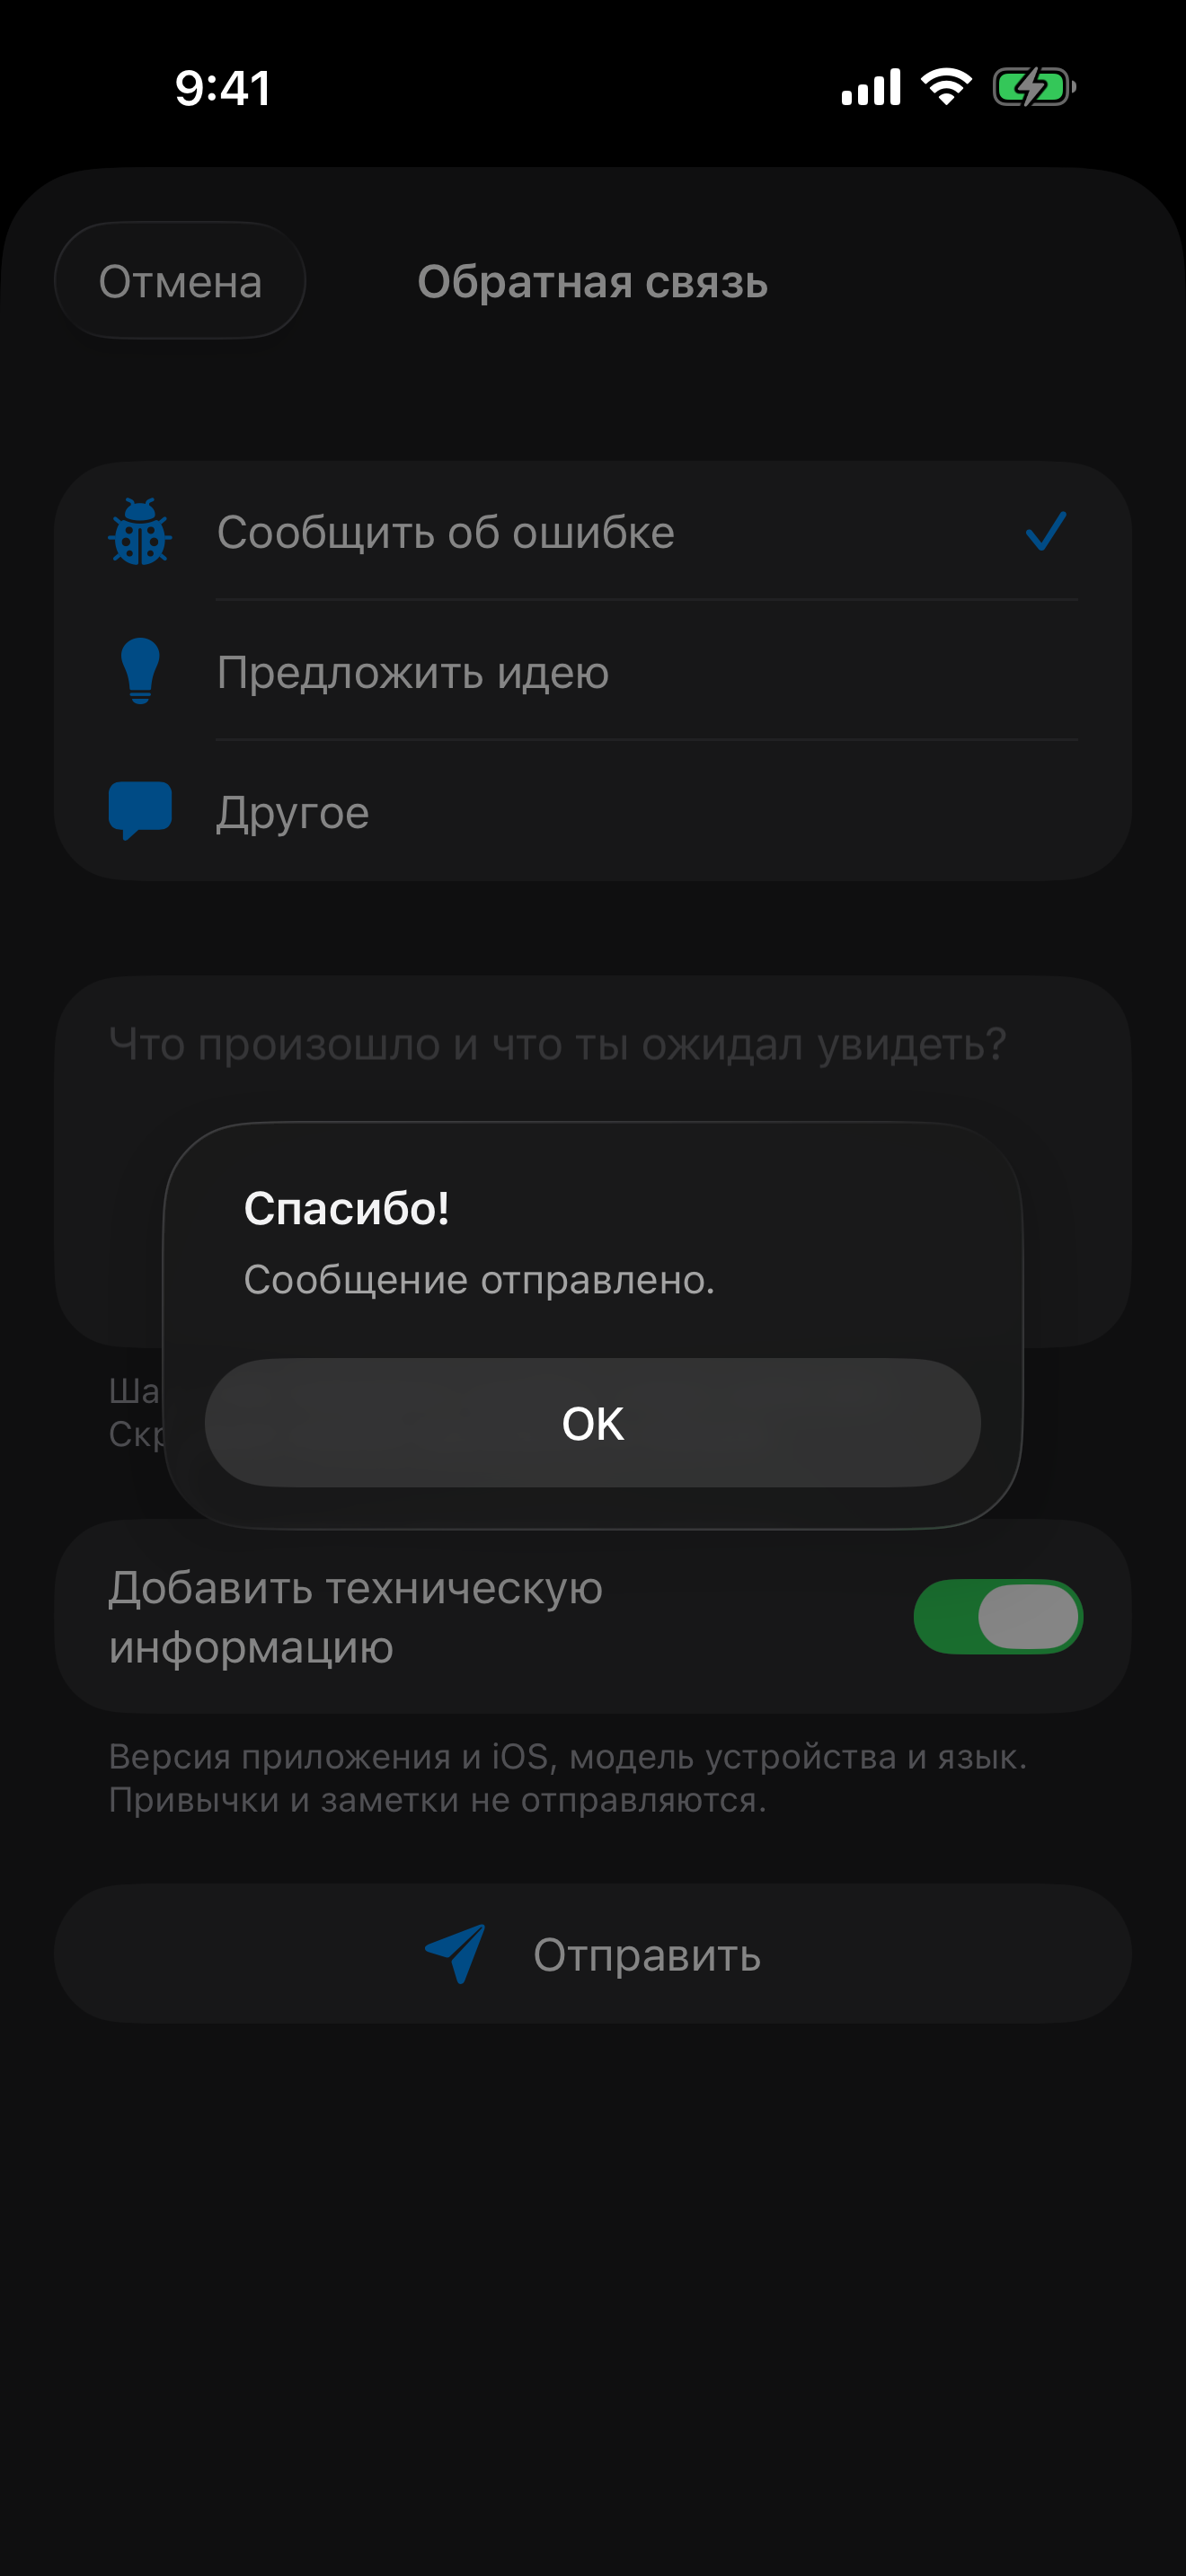 9:41
Отмена
Обратная связь
Сообщить об ошибке
Предложить идею
Другое
Что произошло и что ты ожидал увидеть?
Спасибо!
Сообщение отправлено.
OK
Добавить техническую
информацию
Версия приложения и iOS, модель устройства и язык.
Привычки и заметки не отправляются.
Отправить